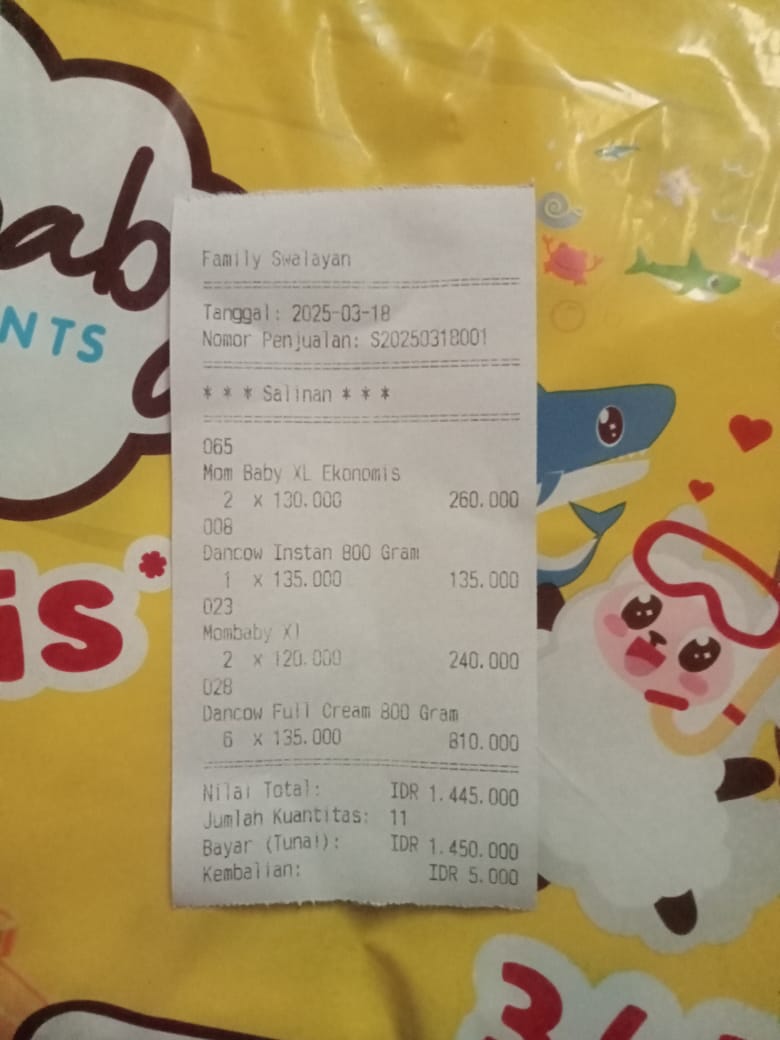 ab
NTS
is*
Family Swalayan
Tanggal: 2025-03-18
Nomor Penjualan: S20250318001
* * * Salinan * * *
065
Mom Baby XL Ekonomis
2 x 130.000 260.000
008
Dancow Instan 800 Gram
1 x 135.000 135.000
023
Mombaby Xl
2 x 120.000 240.000
028
Dancow Full Cream 800 Gram
6 x 135.000 810.000
Nilai Total: IDR 1.445.000
Jumlah Kuantitas: 11
Bayar (Tunai): IDR 1.450.000
Kembalian: IDR 5.000